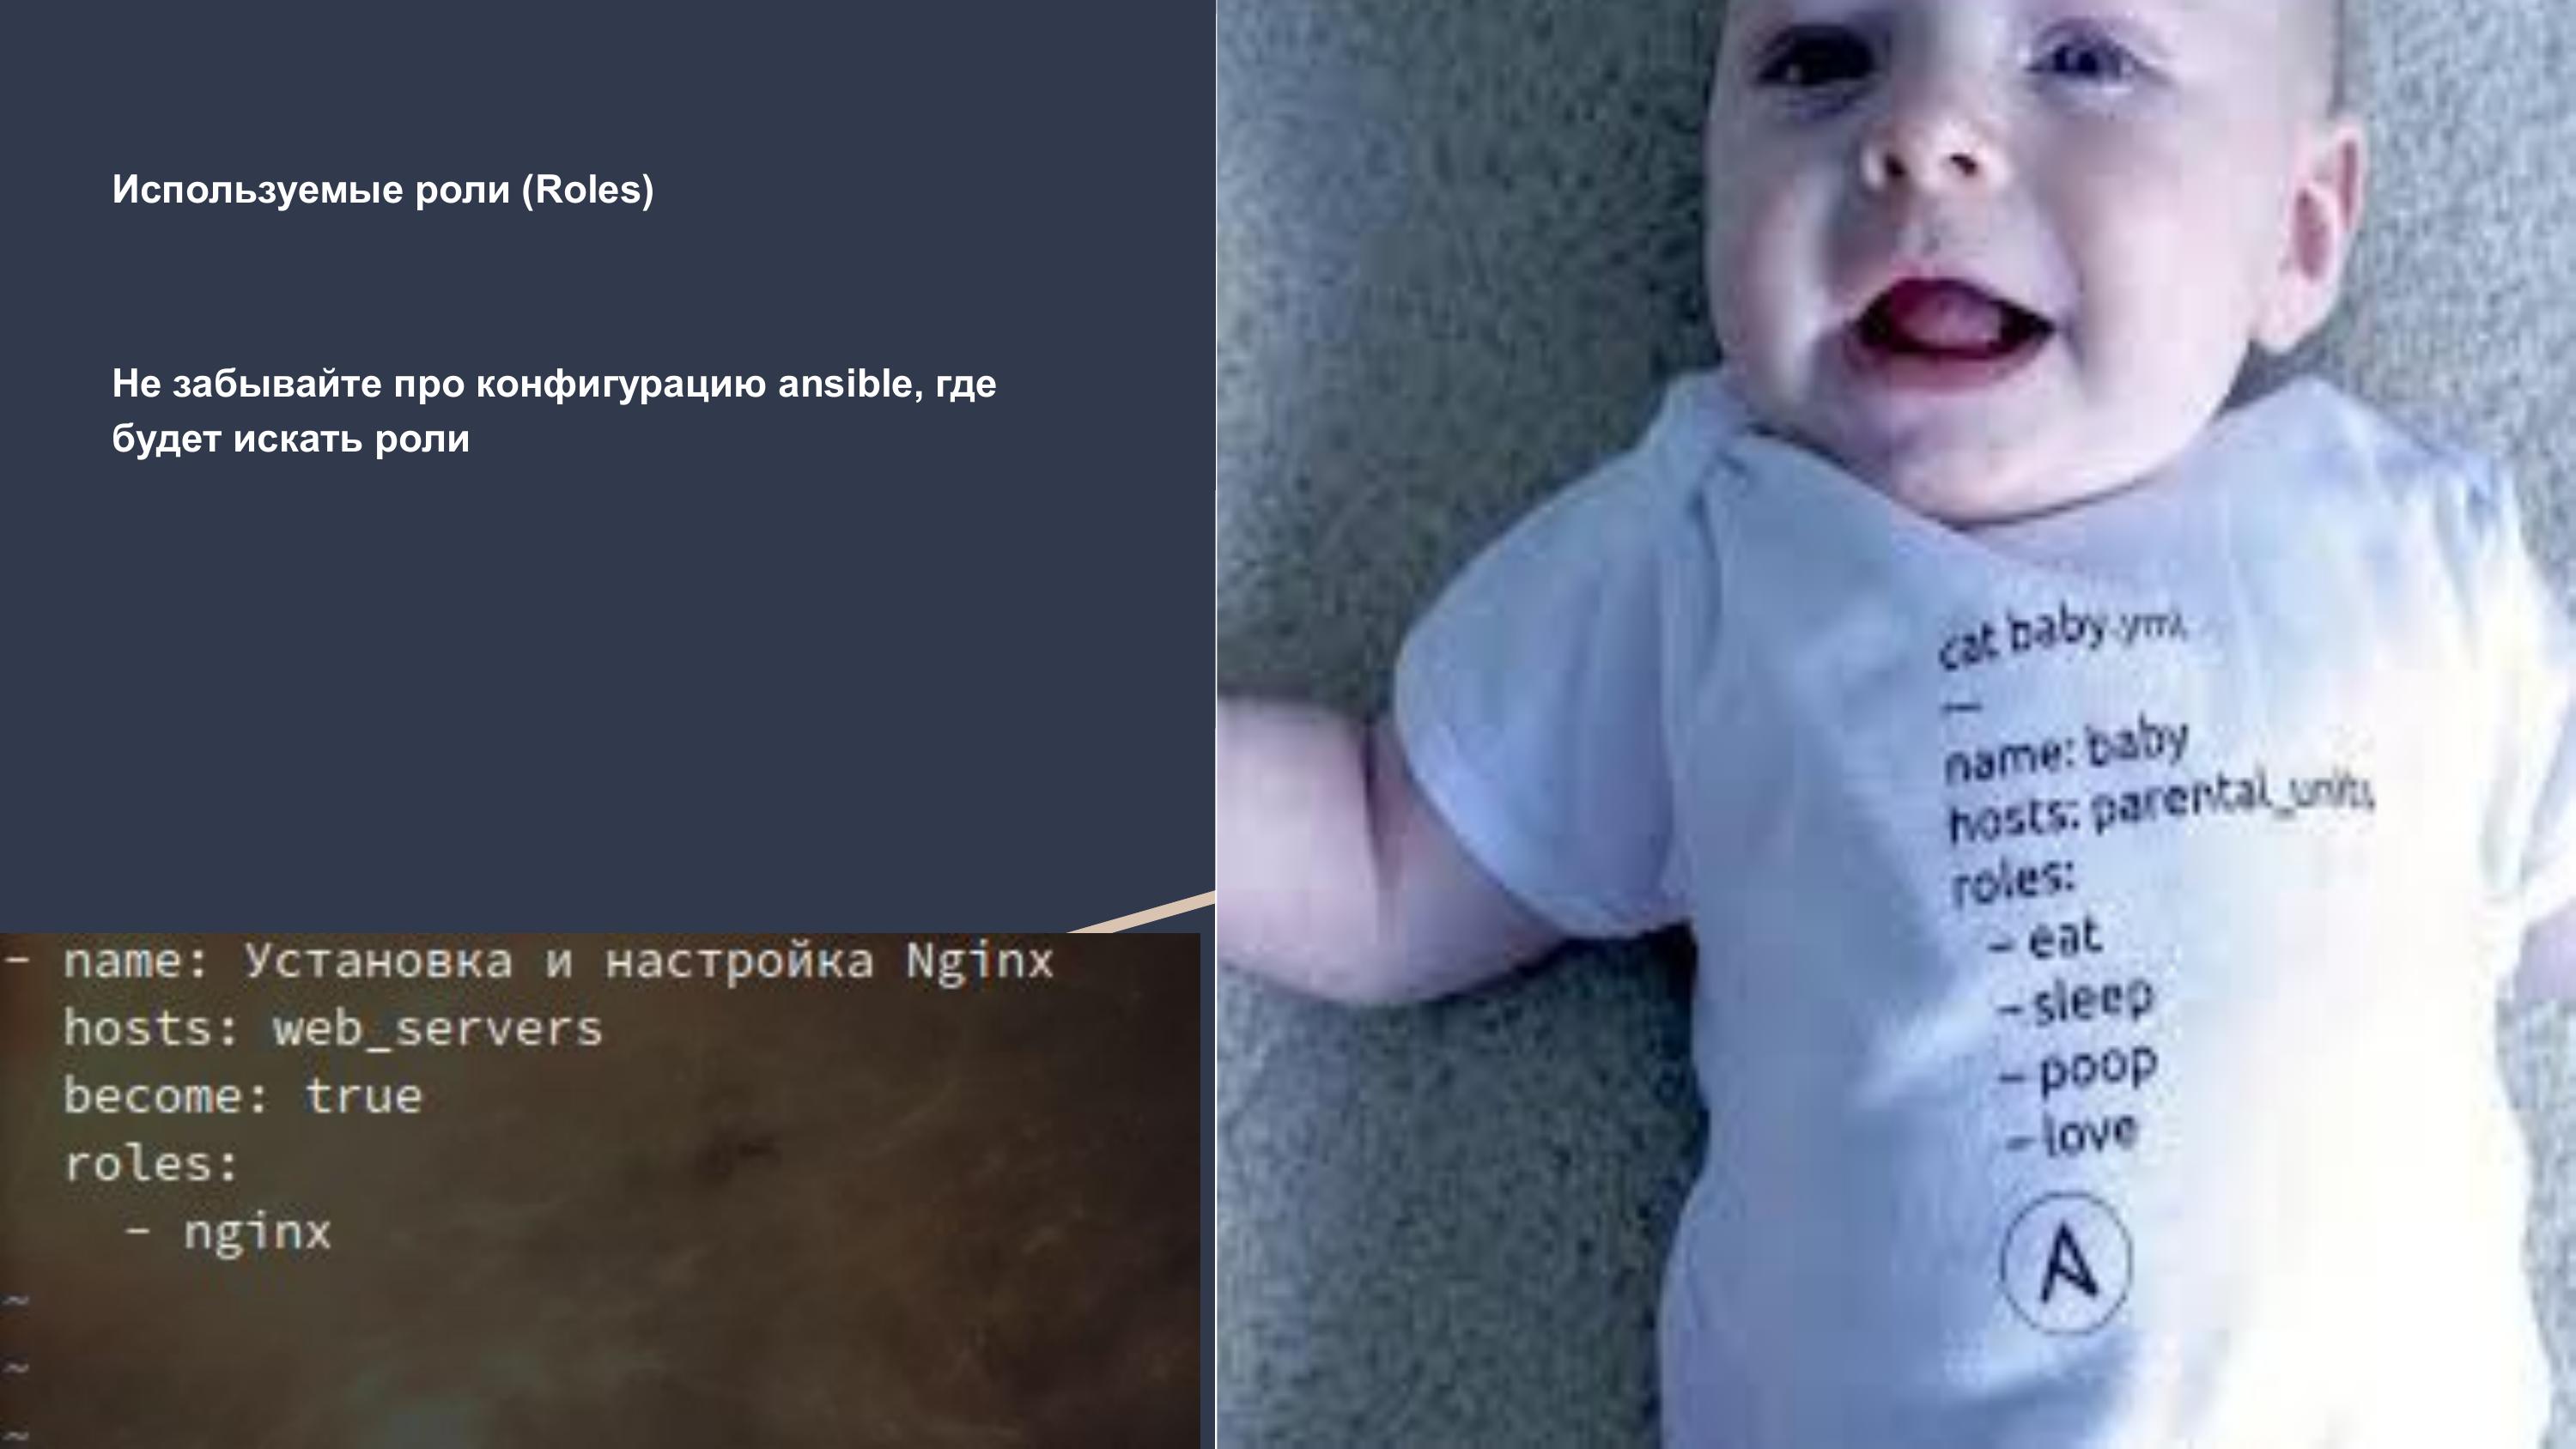 Используемые роли (Roles)
Не забывайте про конфигурацию ansible, где
будет искать роли
- name: Установка и настройка Nginx
hosts: web_servers
become: true
roles:
- nginx
~
~
~
cat baby.yml
---
name: baby
hosts:
roles:
- eat
- sleep
- poop
- love
A